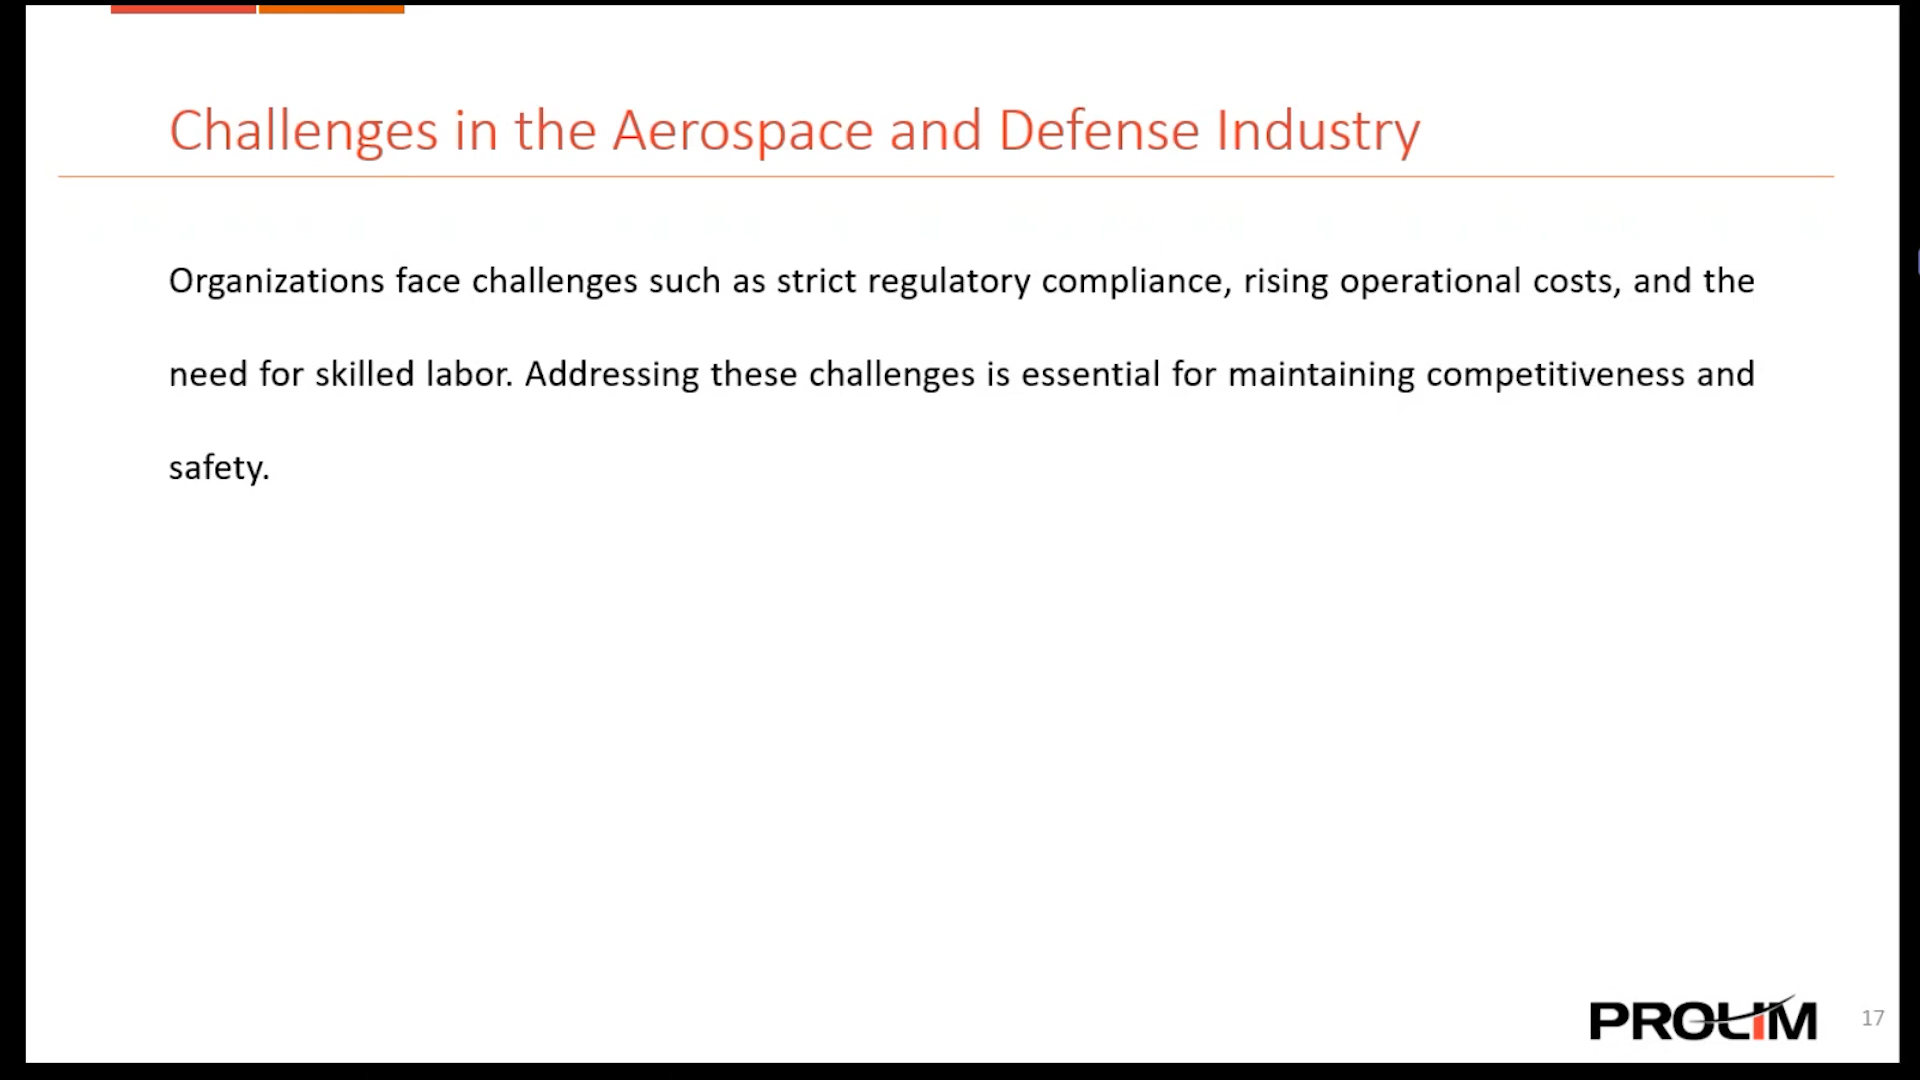 Challenges in the Aerospace and Defense Industry
Organizations face challenges such as strict regulatory compliance, rising operational costs, and the
need for skilled labor. Addressing these challenges is essential for maintaining competitiveness and
safety.
PROLIM
17